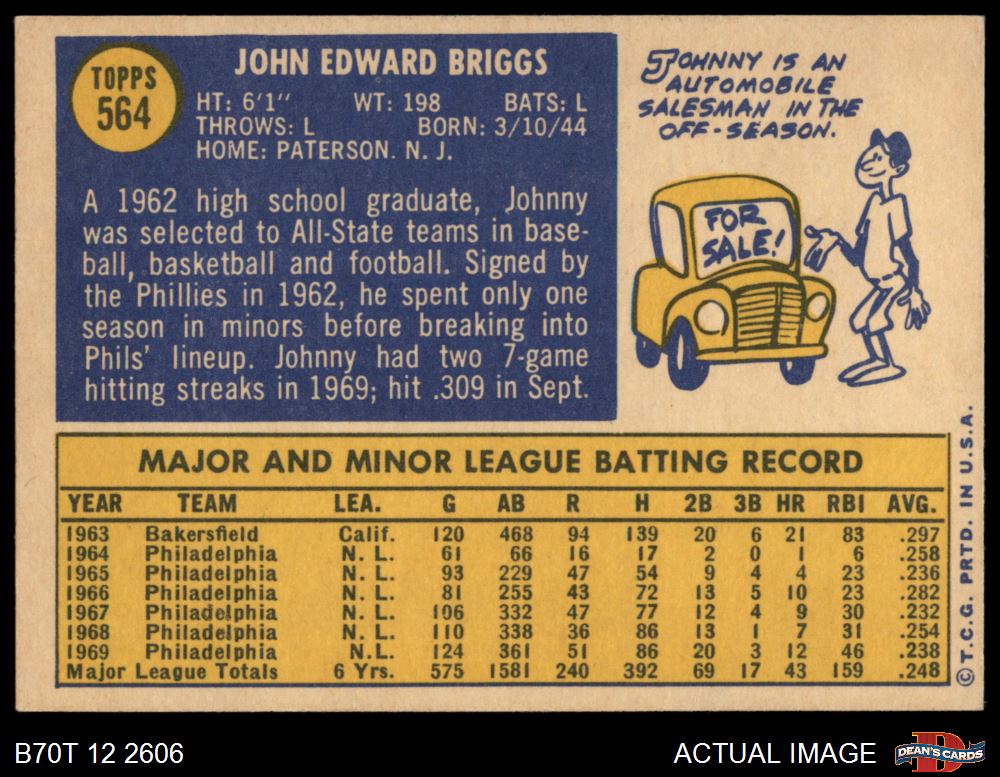 TOPPS
564
JOHN EDWARD BRIGGS
HT: 6'1" WT: 198 BATS: L
THROWS: L BORN: 3/10/44
HOME: PATERSON. N. J.
A 1962 high school graduate, Johnny
was selected to All-State teams in base-
ball, basketball and football. Signed by
the Phillies in 1962, he spent only one
season in minors before breaking into
Phils' lineup. Johnny had two 7-game
hitting streaks in 1969; hit .309 in Sept.
JOHNNY IS AN
AUTOMOBILE
SALESMAN IN THE
OFF-SEASON.
FOR
SALE!
MAJOR AND MINOR LEAGUE BATTING RECORD
YEAR TEAM LEA. G AB R H 2B 3B HR RBI AVG.
1963 Bakersfield Calif. 120 468 94 139 20 6 21 83 .297
1964 Philadelphia N. L. 61 66 16 17 2 0 1 6 .258
1965 Philadelphia N. L. 93 229 47 54 9 4 4 23 .236
1966 Philadelphia N. L. 81 255 43 72 13 5 10 23 .282
1967 Philadelphia N. L. 106 332 47 77 12 4 9 30 .232
1968 Philadelphia N. L. 110 338 36 86 13 1 7 31 .254
1969 Philadelphia N.L. 124 361 51 86 20 3 12 46 .238
Major League Totals 6 Yrs. 575 1581 240 392 69 17 43 159 .248
© T.C.G. PRTD. IN U.S.A.
B70T 12 2606
ACTUAL IMAGE
D
DEAN'S CARDS